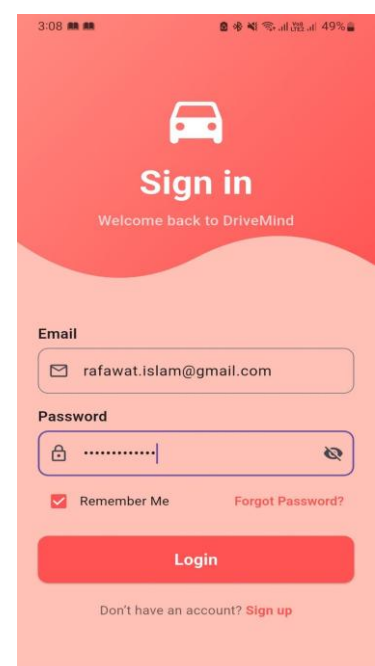 3:08 49%
Sign in
Welcome back to DriveMind
Email
rafawat.islam@gmail.com
Password
•••••••••••••
Remember Me Forgot Password?
Login
Don't have an account? Sign up